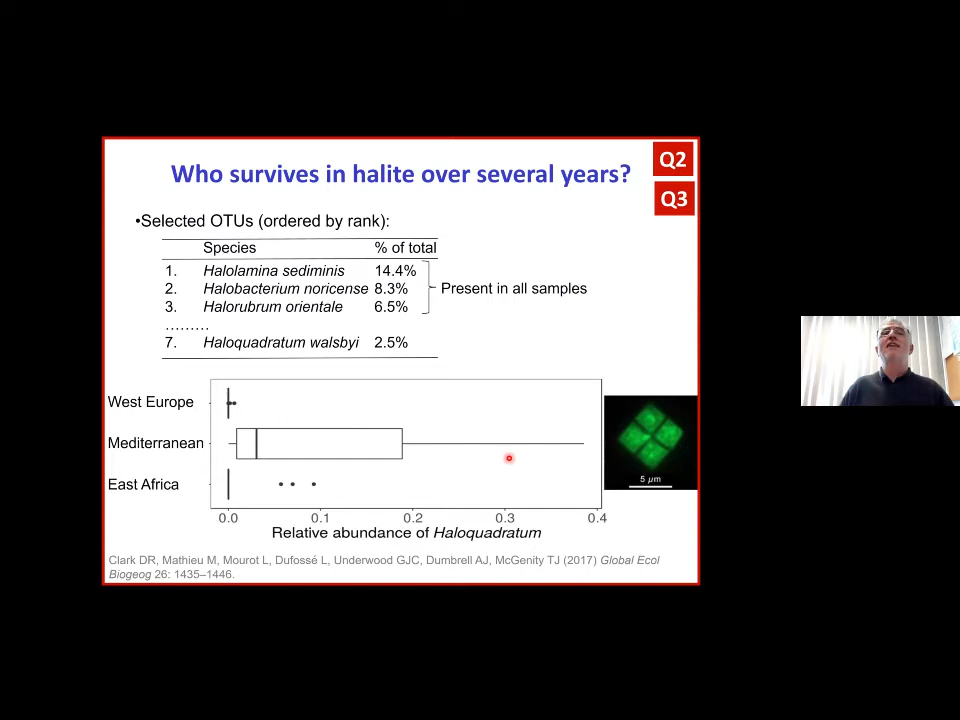 Who survives in halite over several years?
Q2
Q3
•Selected OTUs (ordered by rank):
Species % of total
1. Halolamina sediminis 14.4%
2. Halobacterium noricense 8.3%
3. Halorubrum orientale 6.5%
Present in all samples
………
7. Haloquadratum walsbyi 2.5%
West Europe
Mediterranean
East Africa
5 µm
0.0 0.1 0.2 0.3 0.4
Relative abundance of Haloquadratum
Clark DR, Mathieu M, Mourot L, Dufossé L, Underwood GJC, Dumbrell AJ, McGenity TJ (2017) Global Ecol
Biogeog 26: 1435–1446.